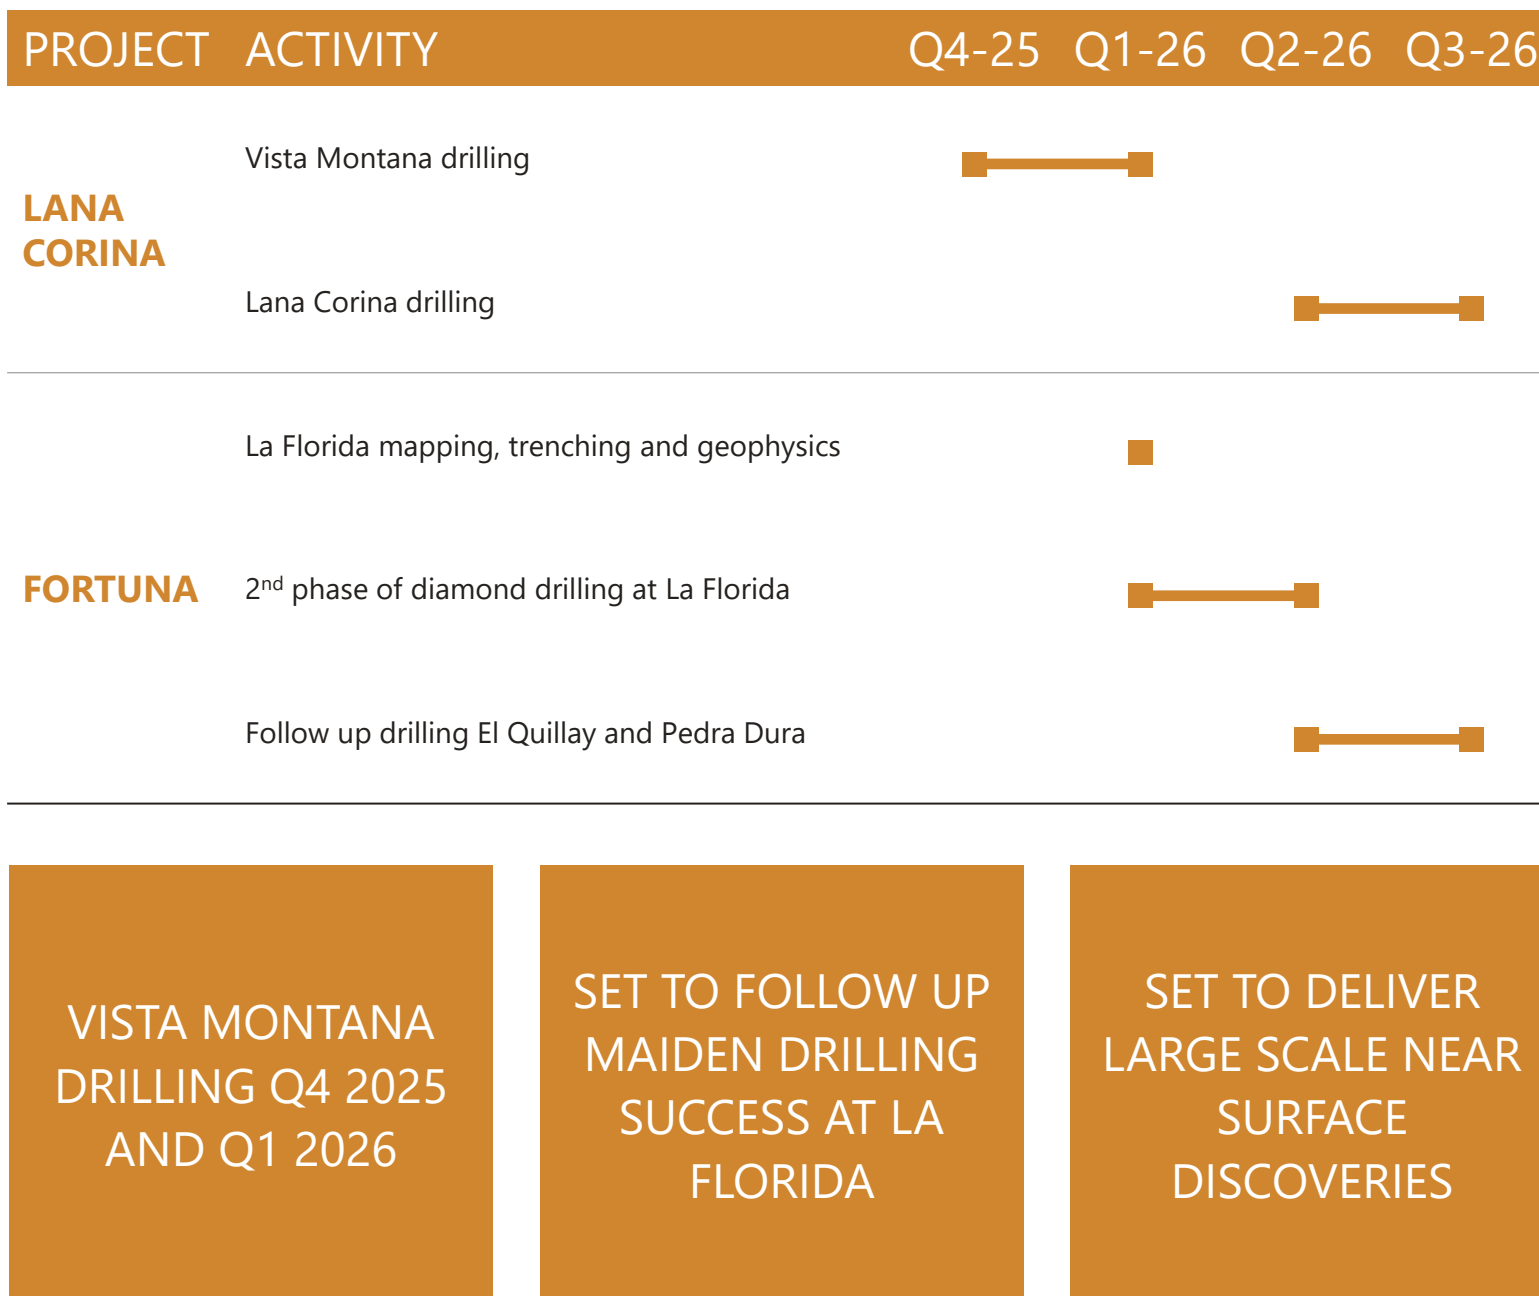 PROJECT ACTIVITY Q4-25 Q1-26 Q2-26 Q3-26
LANA
CORINA
Vista Montana drilling
Lana Corina drilling
FORTUNA
La Florida mapping, trenching and geophysics
2nd phase of diamond drilling at La Florida
Follow up drilling El Quillay and Pedra Dura
VISTA MONTANA
DRILLING Q4 2025
AND Q1 2026
SET TO FOLLOW UP
MAIDEN DRILLING
SUCCESS AT LA
FLORIDA
SET TO DELIVER
LARGE SCALE NEAR
SURFACE
DISCOVERIES